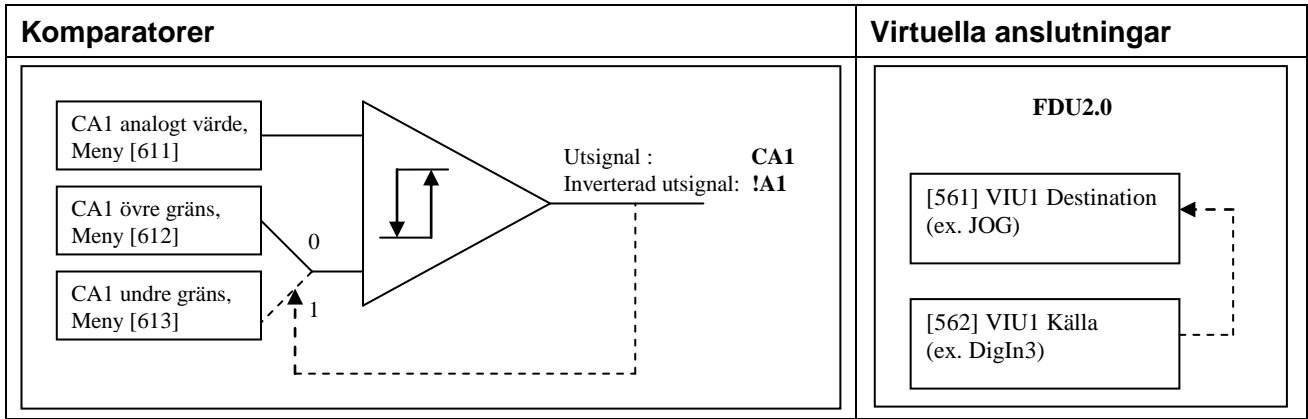 Komparatorer
CA1 analogt värde,
Meny [611]
CA1 övre gräns,
Meny [612]
CA1 undre gräns,
Meny [613]
0
1
Utsignal : CA1
Inverterad utsignal: !A1
Virtuella anslutningar
FDU2.0
[561] VIU1 Destination
(ex. JOG)
[562] VIU1 Källa
(ex. DigIn3)